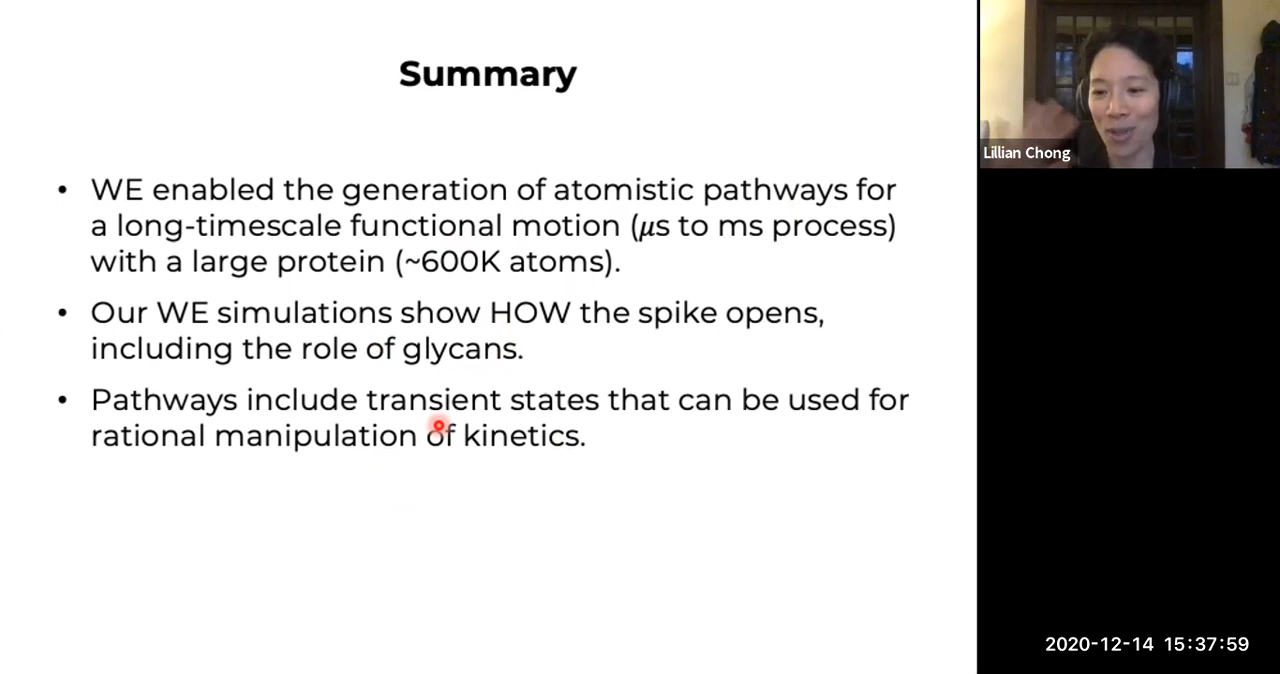 Summary
• WE enabled the generation of atomistic pathways for
a long-timescale functional motion (μs to ms process)
with a large protein (~600K atoms).
• Our WE simulations show HOW the spike opens,
including the role of glycans.
• Pathways include transient states that can be used for
rational manipulation of kinetics.
Lillian Chong
2020-12-14 15:37:59